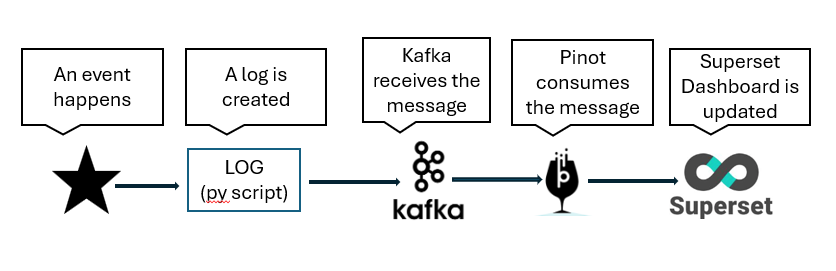 An event
happens
A log is
created
Kafka
receives the
message
Pinot
consumes
the message
Superset
Dashboard is
updated
LOG
(py script)
kafka
p
Superset